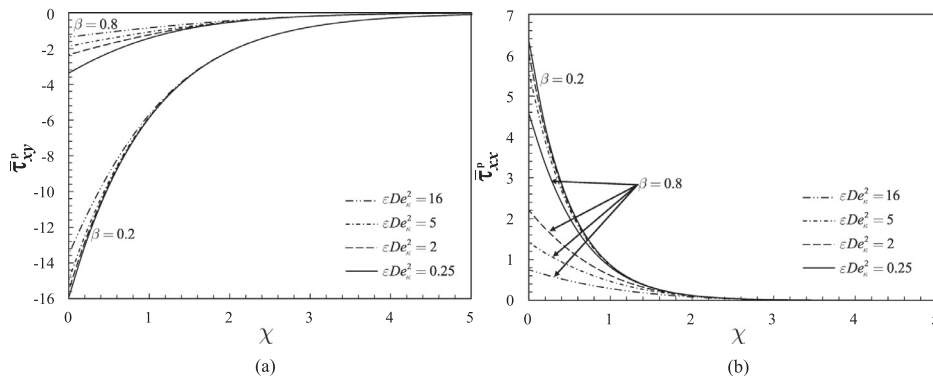 0
-2
-4
-6
-8
-10
-12
-14
-16
0
1
2
3
4
5
τ̄ᵖxy
χ
β = 0.8
β = 0.2
εDe²κ = 16
εDe²κ = 5
εDe²κ = 2
εDe²κ = 0.25
(a)
7
6
5
4
3
2
1
0
0
1
2
3
4
5
τ̄ᵖxx
χ
β = 0.2
β = 0.8
εDe²κ = 16
εDe²κ = 5
εDe²κ = 2
εDe²κ = 0.25
(b)